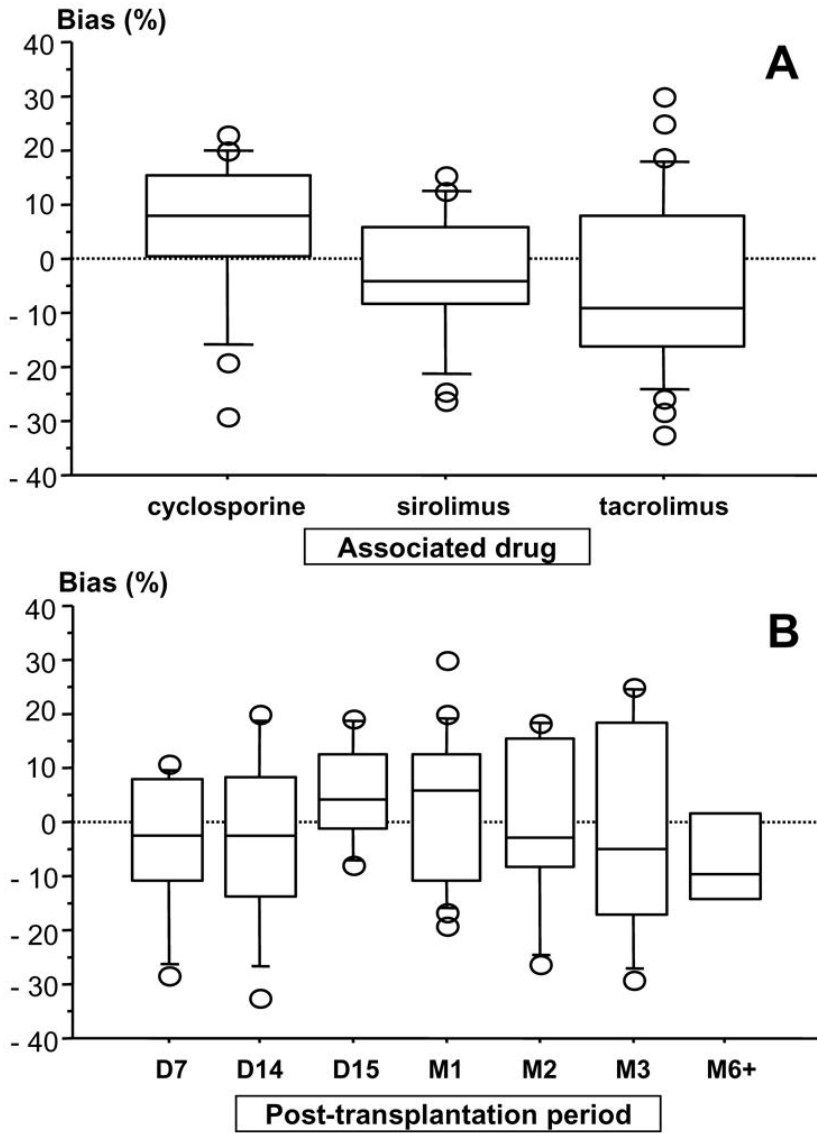 Bias (%)
A
40
30
20
10
0
- 10
- 20
- 30
- 40
cyclosporine sirolimus tacrolimus
Associated drug
Bias (%)
B
40
30
20
10
0
- 10
- 20
- 30
- 40
D7 D14 D15 M1 M2 M3 M6+
Post-transplantation period